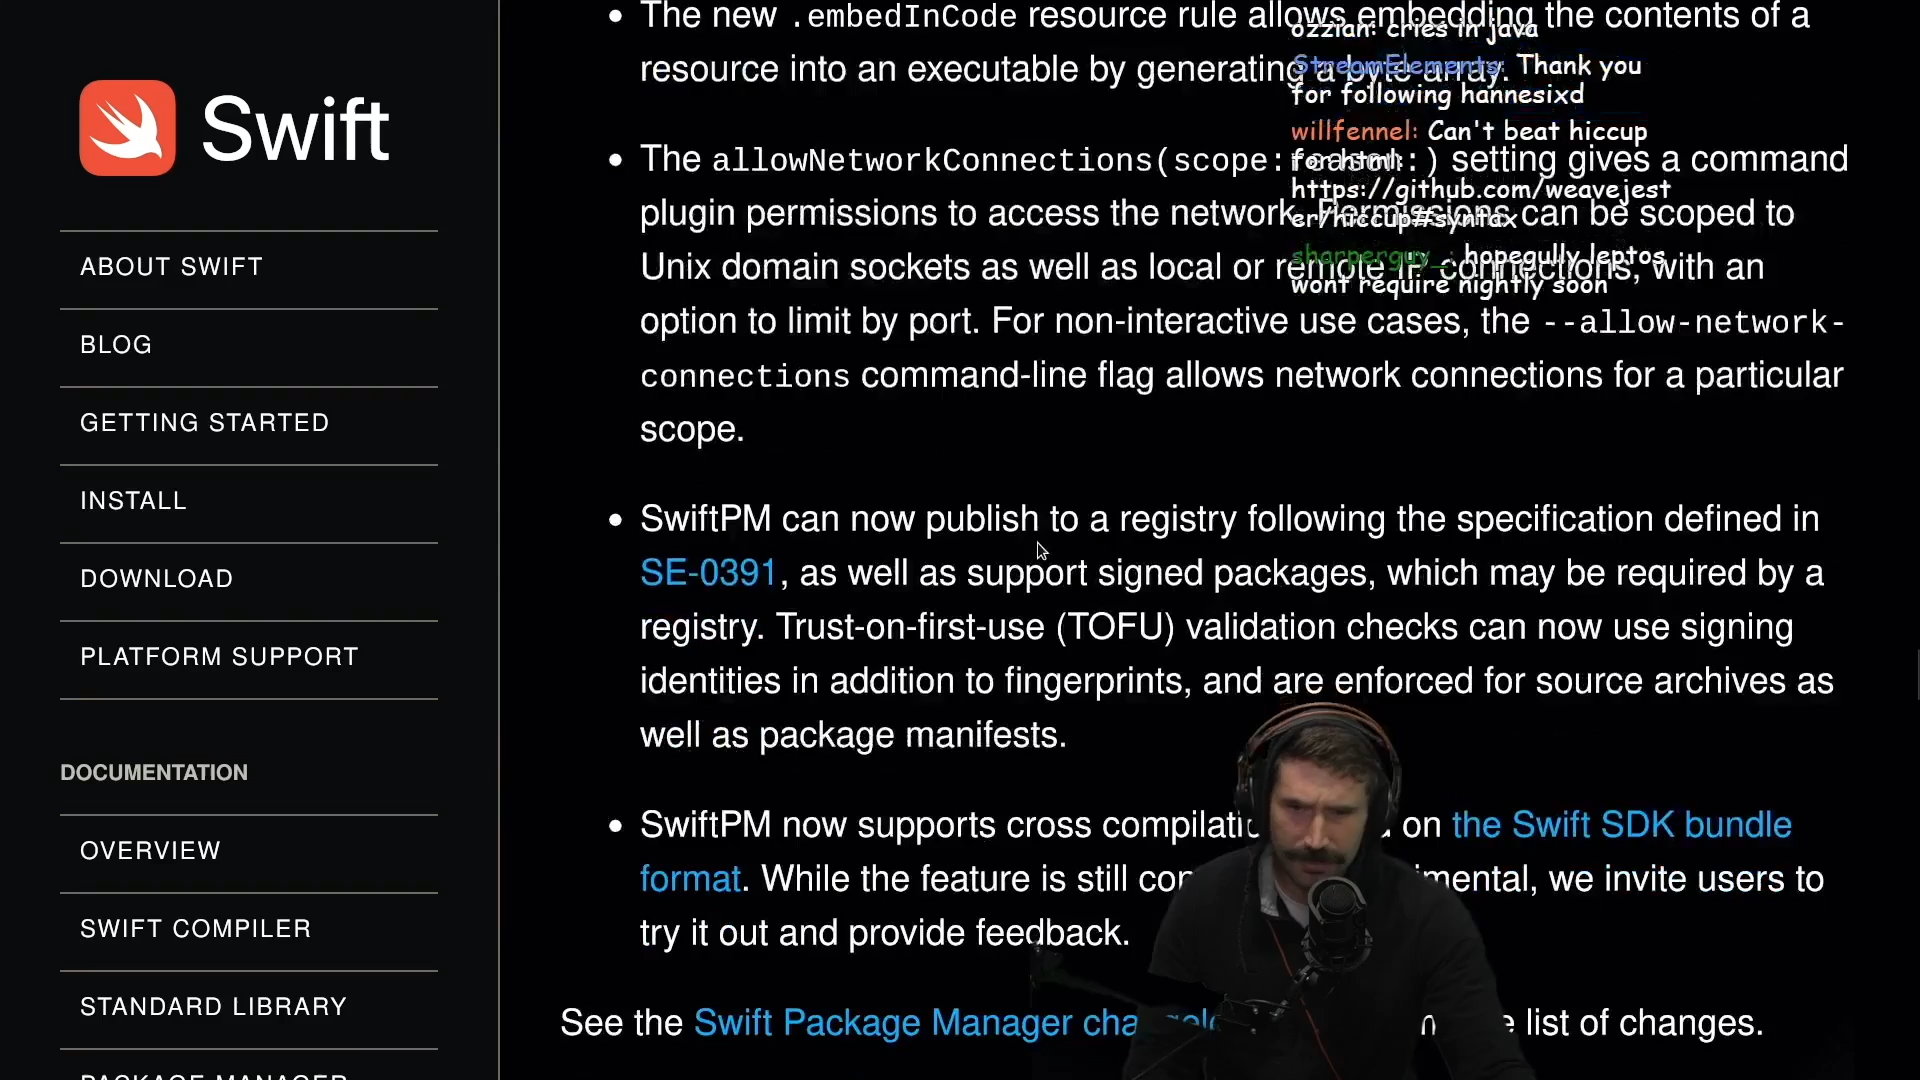 Swift
ABOUT SWIFT
BLOG
GETTING STARTED
INSTALL
DOWNLOAD
PLATFORM SUPPORT
DOCUMENTATION
OVERVIEW
SWIFT COMPILER
STANDARD LIBRARY
PACKAGE MANAGER
The new .embedInCode resource rule allows embedding the contents of a
resource into an executable by generating a byte array.
The allowNetworkConnections(scope:reason:) setting gives a command
plugin permissions to access the network. Permissions can be scoped to
Unix domain sockets as well as local or remote IP connections, with an
option to limit by port. For non-interactive use cases, the --allow-network-
connections command-line flag allows network connections for a particular
scope.
SwiftPM can now publish to a registry following the specification defined in
SE-0391, as well as support signed packages, which may be required by a
registry. Trust-on-first-use (TOFU) validation checks can now use signing
identities in addition to fingerprints, and are enforced for source archives as
well as package manifests.
SwiftPM now supports cross on the Swift SDK bundle
format. While the feature is still we invite users to
try it out and provide feedback.
See the Swift Package Manager list of changes.
ozzian: cries in java
StreamElements: Thank you
for following hannesixd
willfennel: Can't beat hiccup
for html:
https://github.com/weavejest
er/hiccup#syntax
sharperguy_: hopegully leptos
wont require nightly soon